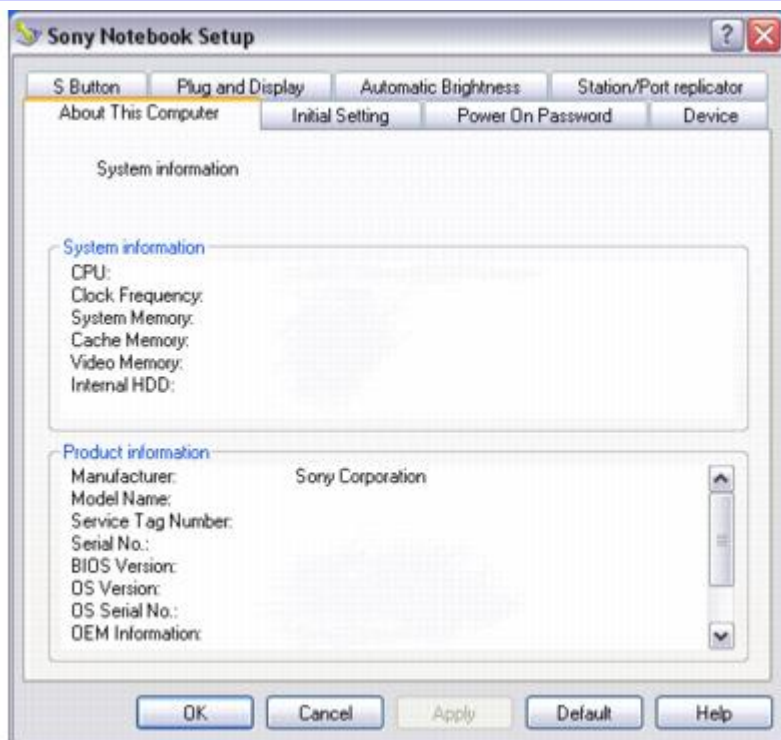 Sony Notebook Setup
S Button Plug and Display Automatic Brightness Station/Port replicator
About This Computer Initial Setting Power On Password Device
System information
System information
CPU:
Clock Frequency:
System Memory:
Cache Memory:
Video Memory:
Internal HDD:
Product information
Manufacturer: Sony Corporation
Model Name:
Service Tag Number:
Serial No.:
BIOS Version:
OS Version:
OS Serial No.:
OEM Information:
OK Cancel Apply Default Help